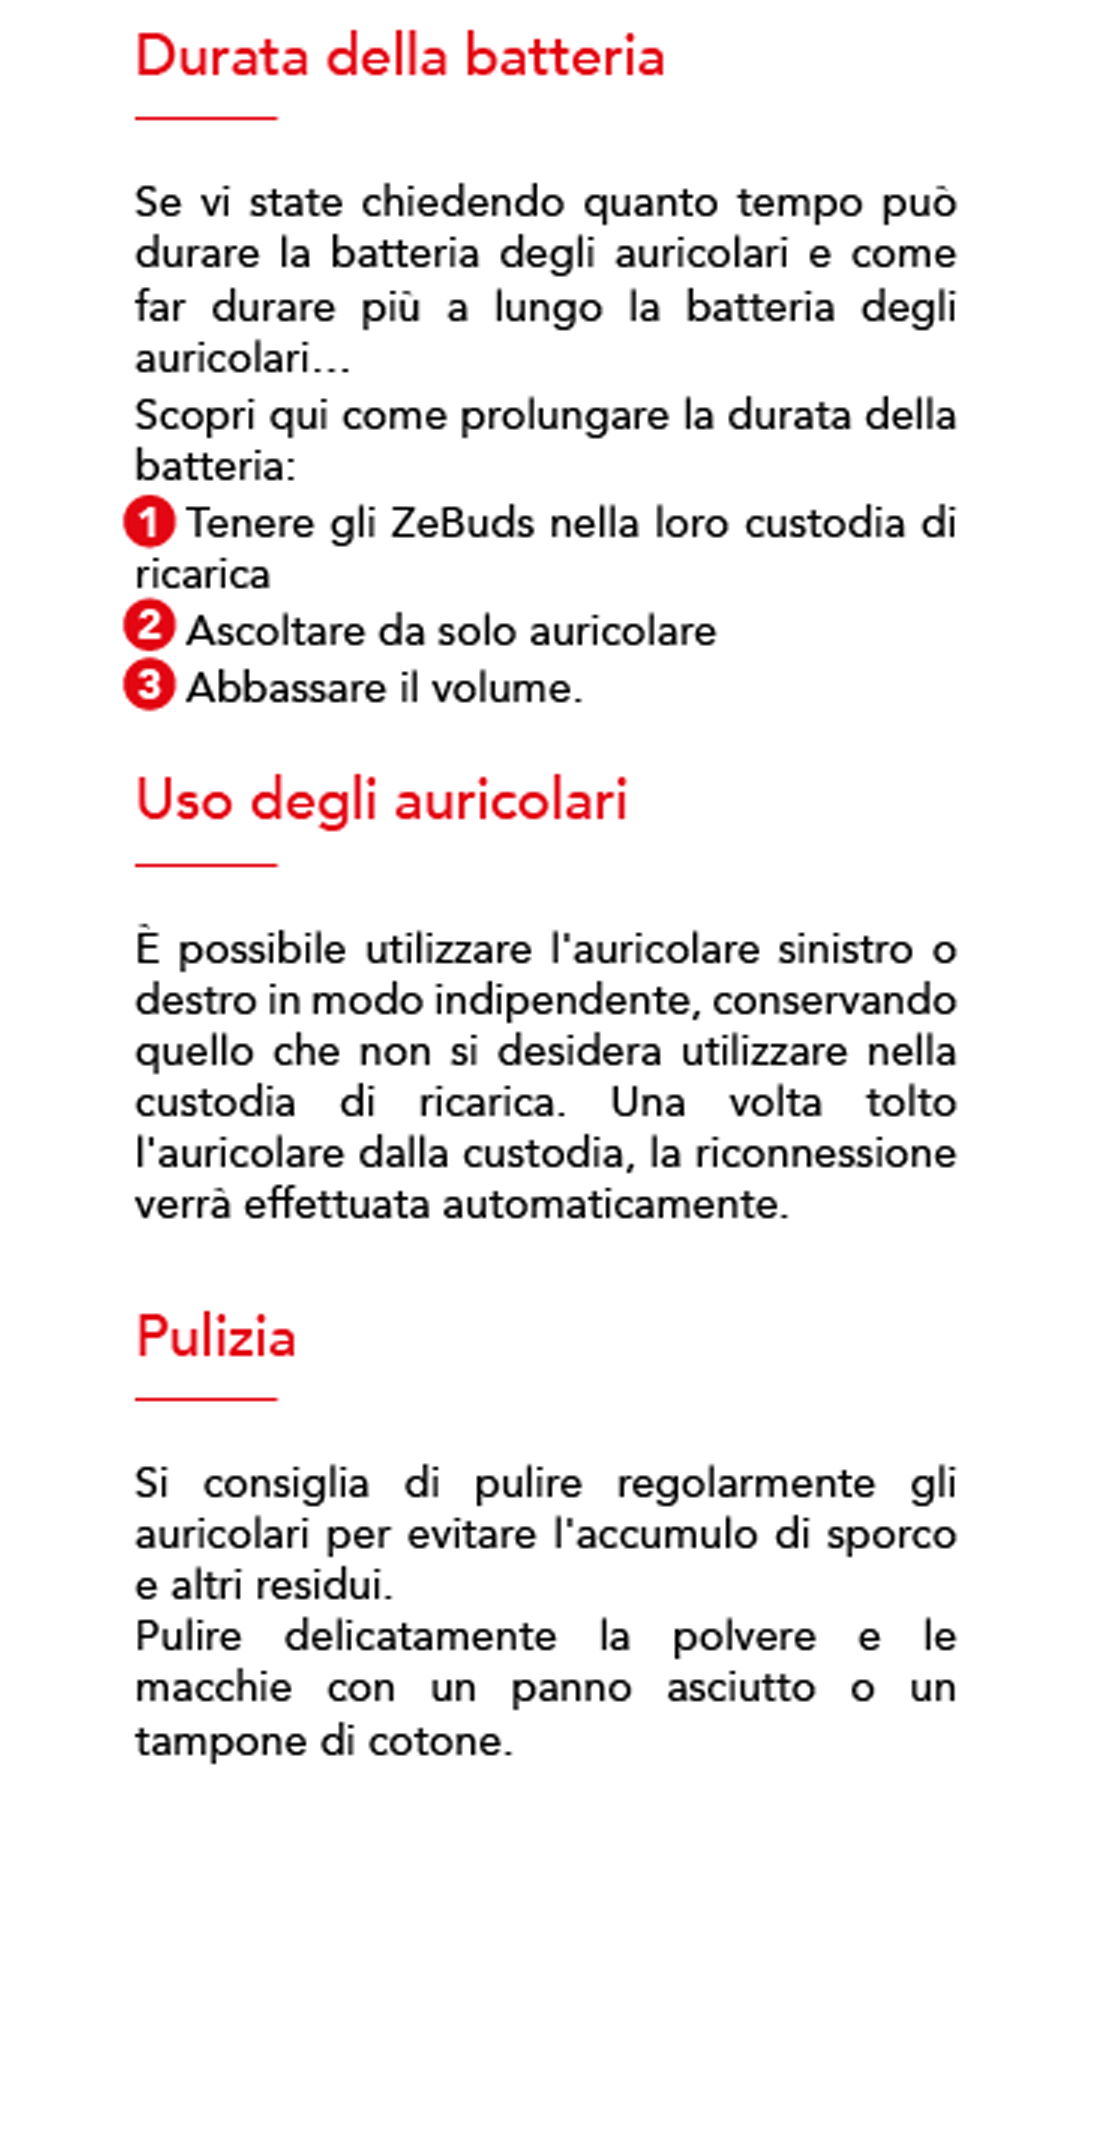 Durata della batteria
Se vi state chiedendo quanto tempo può
durare la batteria degli auricolari e come
far durare più a lungo la batteria degli
auricolari...
Scopri qui come prolungare la durata della
batteria:
1 Tenere gli ZeBuds nella loro custodia di
ricarica
2 Ascoltare da solo auricolare
3 Abbassare il volume.
Uso degli auricolari
È possibile utilizzare l'auricolare sinistro o
destro in modo indipendente, conservando
quello che non si desidera utilizzare nella
custodia di ricarica. Una volta tolto
l'auricolare dalla custodia, la riconnessione
verrà effettuata automaticamente.
Pulizia
Si consiglia di pulire regolarmente gli
auricolari per evitare l'accumulo di sporco
e altri residui.
Pulire delicatamente la polvere e le
macchie con un panno asciutto o un
tampone di cotone.